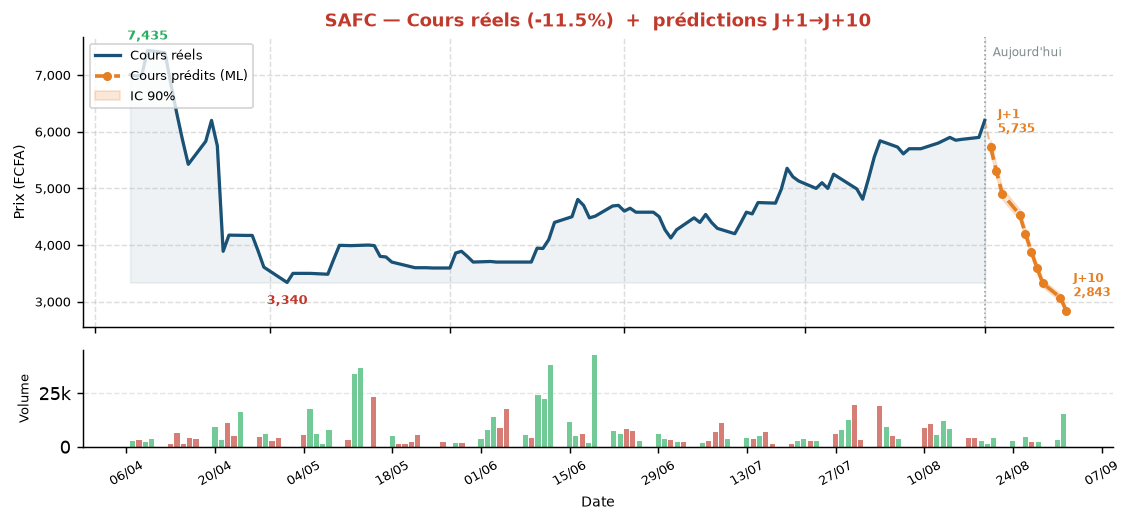 SAFC — Cours réels (-11.5%)  +  prédictions J+1→J+10
7,435
Cours réels
Cours prédits (ML)
IC 90%
Aujourd'hui
J+1
5,735
J+10
2,843
3,340
Prix (FCFA)
7,000
6,000
5,000
4,000
3,000
Volume
25k
0
06/04
20/04
04/05
18/05
01/06
15/06
29/06
13/07
27/07
10/08
24/08
07/09
Date